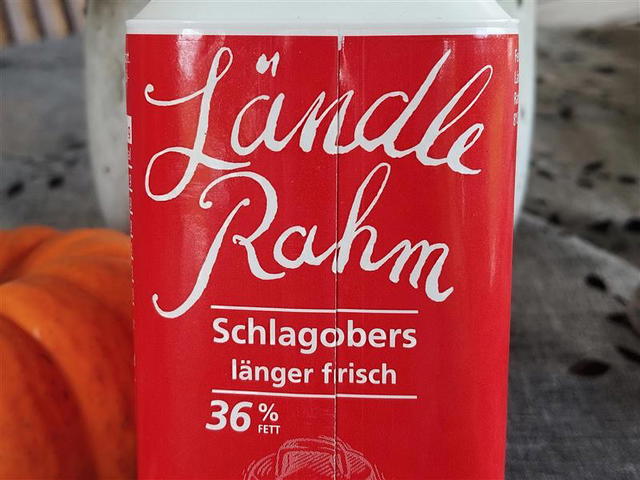 Ländle
Rahm
Schlagobers
länger frisch
36 %
FETT